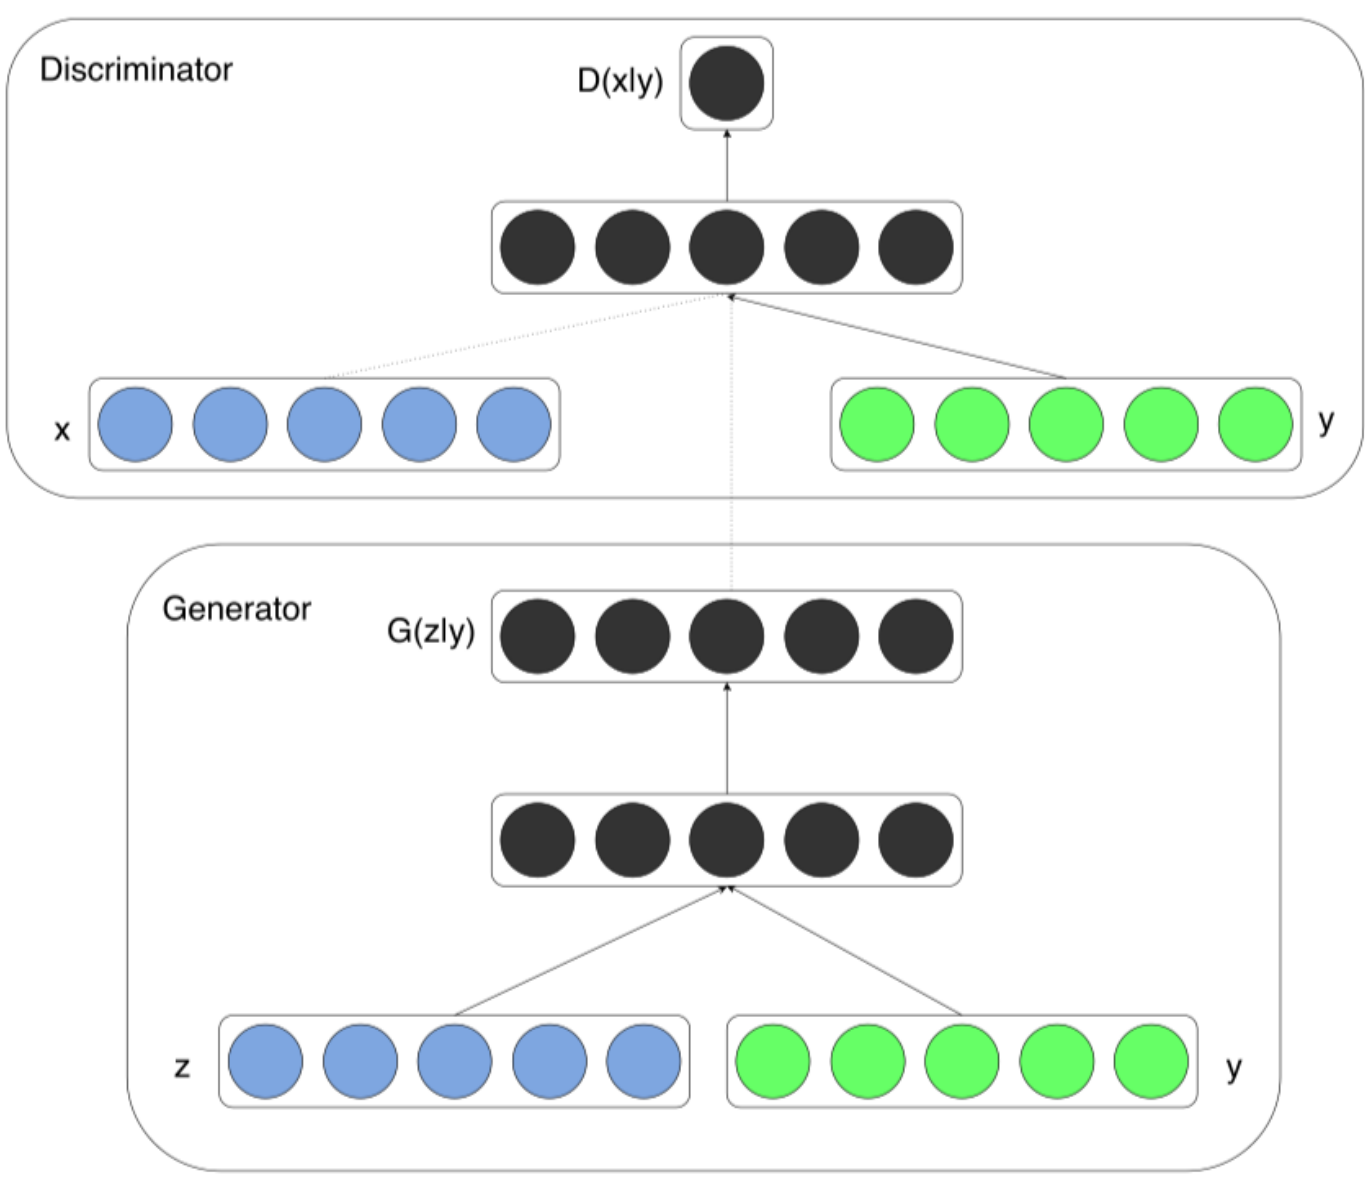 Discriminator
D(x|y)
x
y
Generator
G(z|y)
z
y